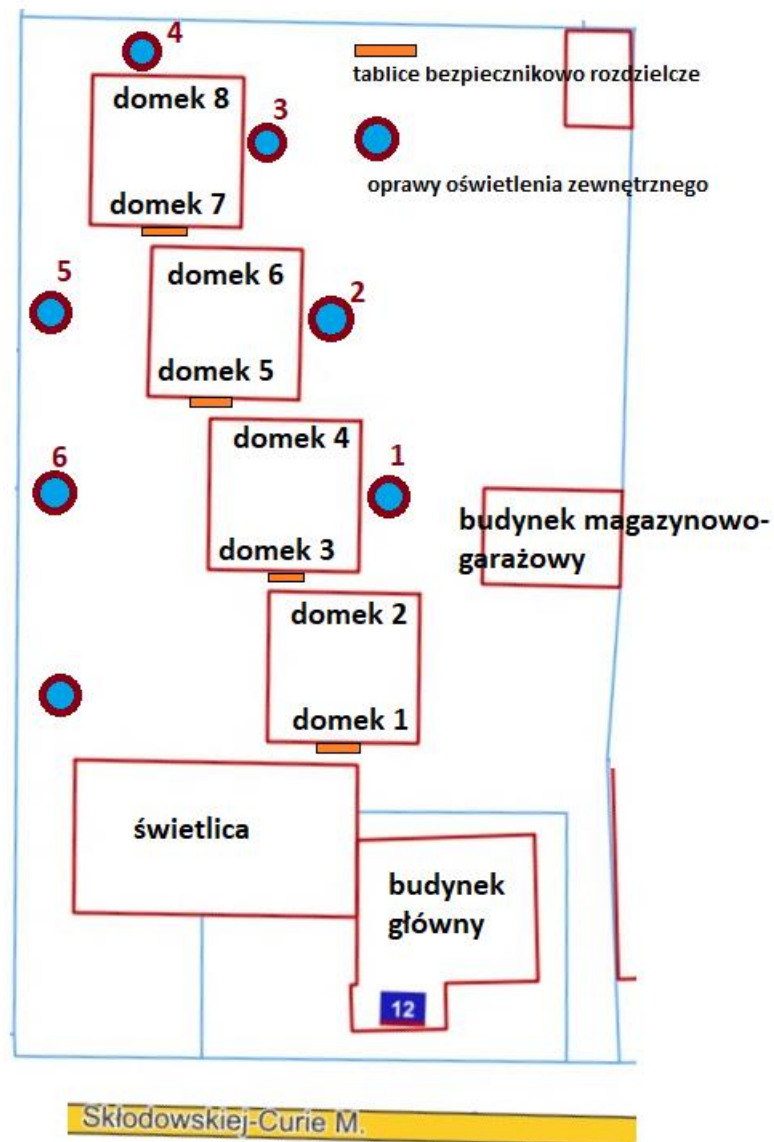 4
tablice bezpiecznikowo rozdzielcze
domek 8
3
oprawy oświetlenia zewnętrznego
domek 7
5
domek 6
2
domek 5
6
domek 4
1
domek 3
budynek magazynowo-
garażowy
domek 2
domek 1
świetlica
budynek
główny
12
Skłodowskiej-Curie M.